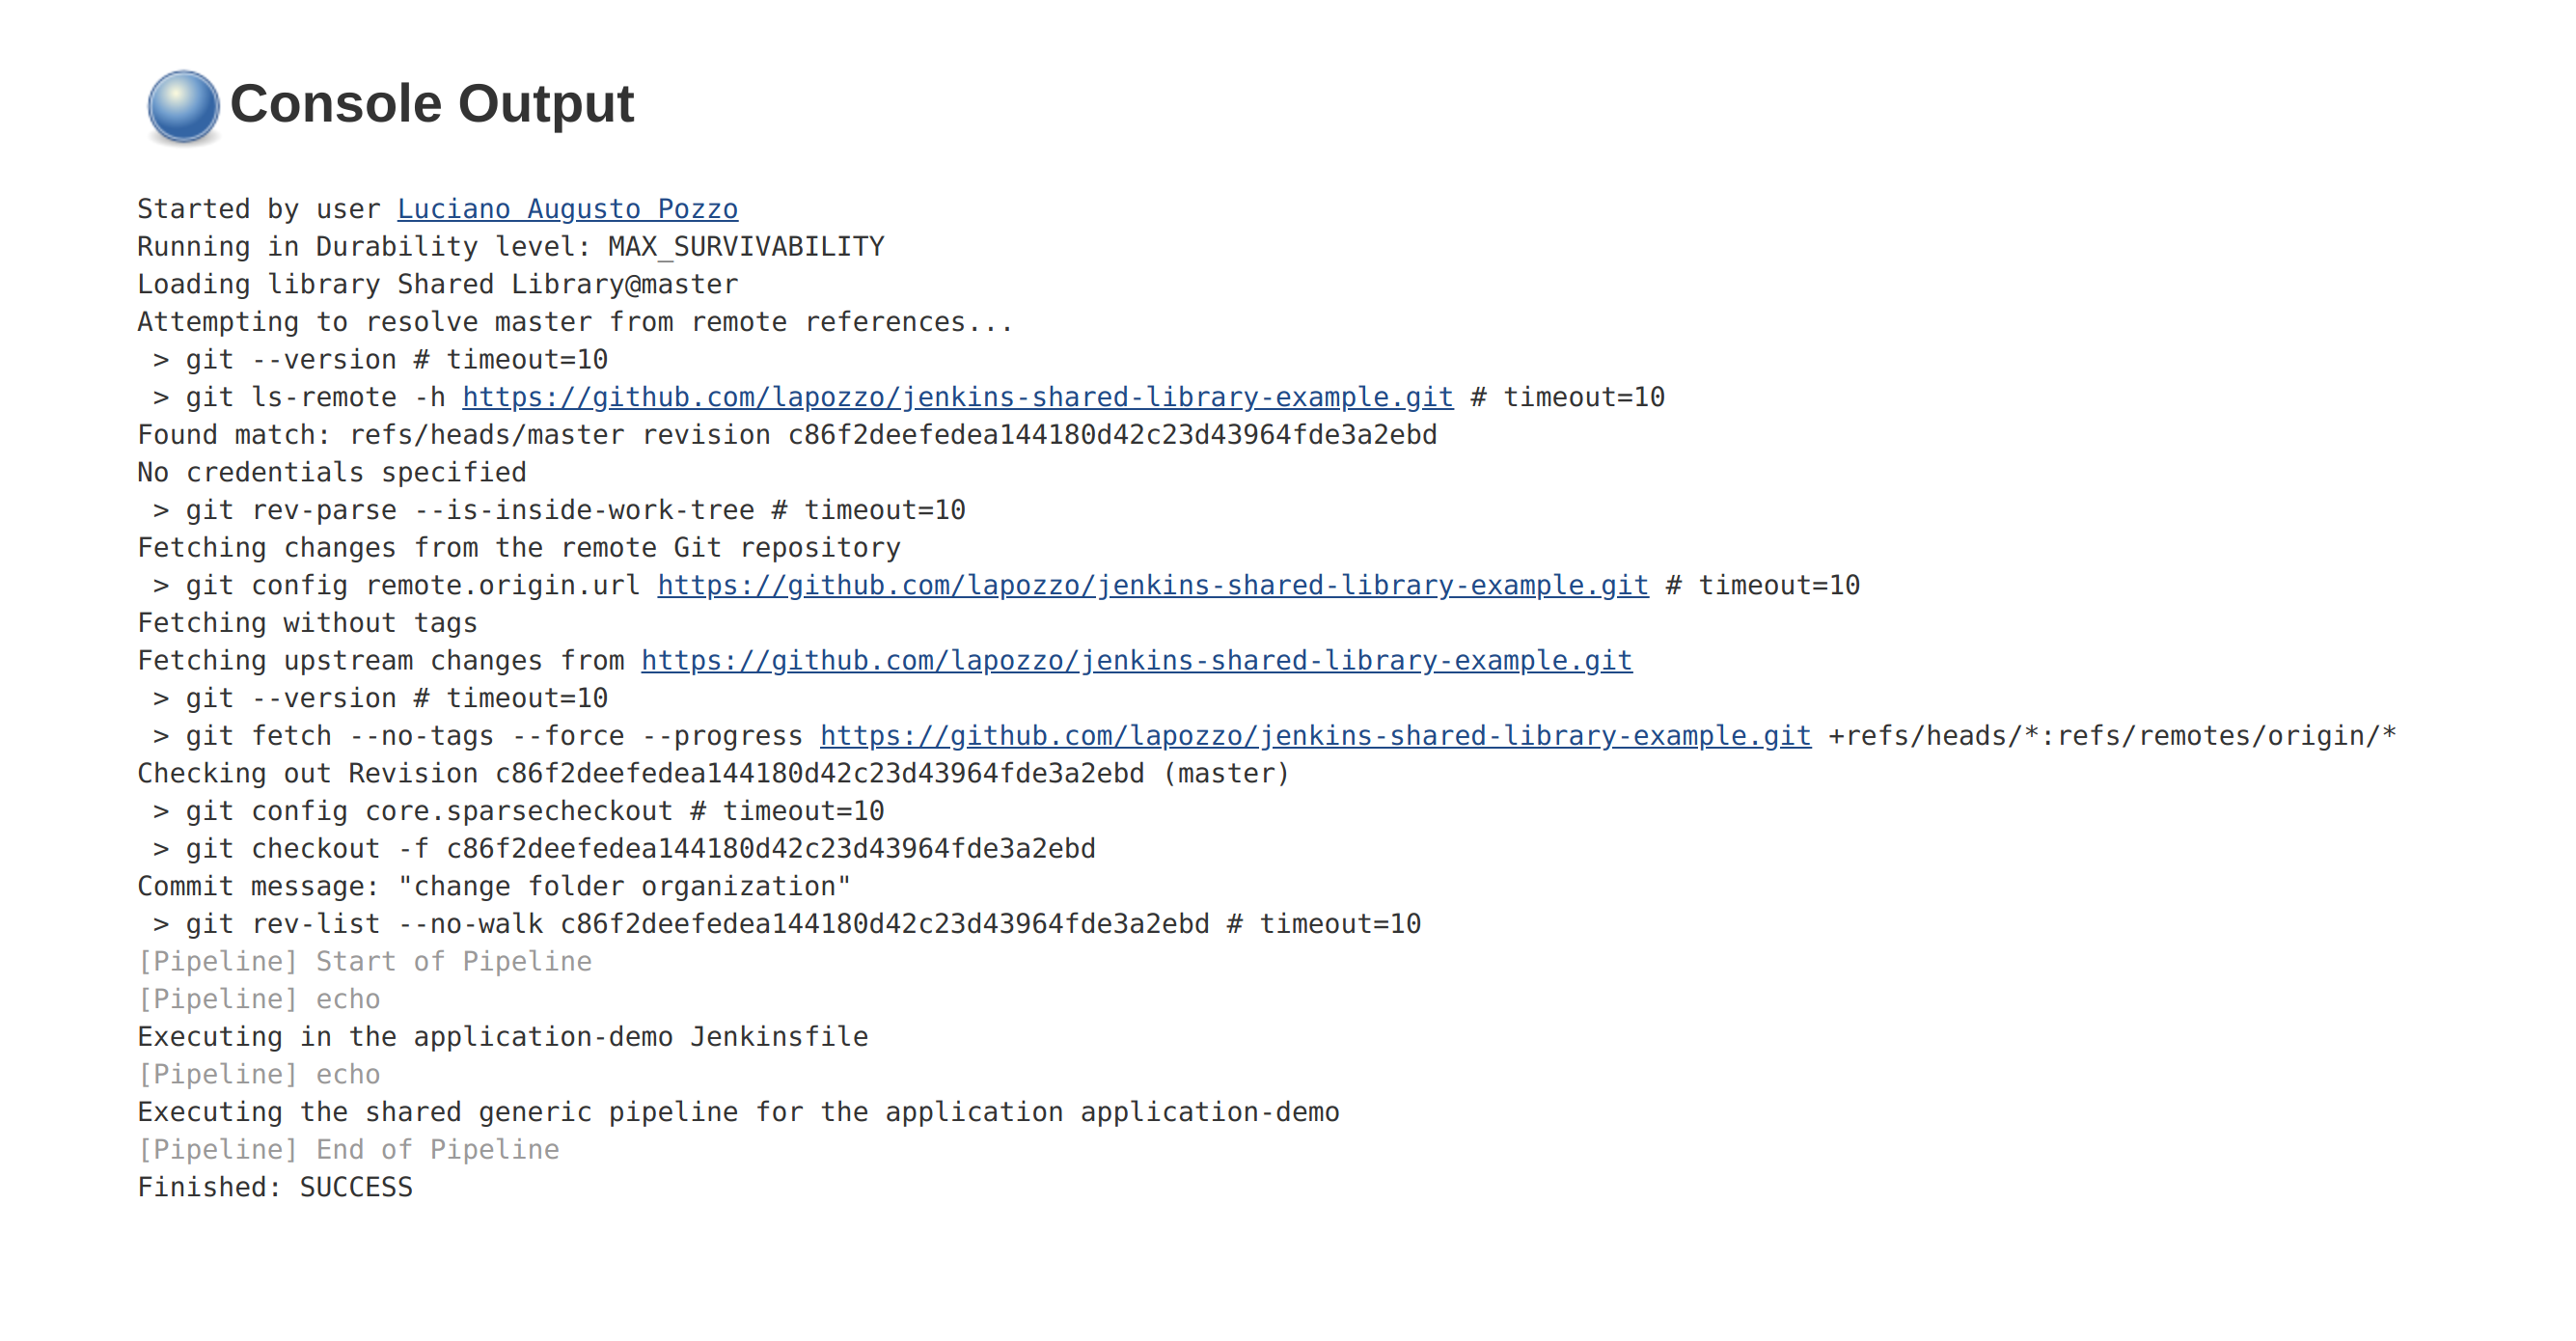 Console Output
Started by user Luciano Augusto Pozzo
Running in Durability level: MAX_SURVIVABILITY
Loading library Shared Library@master
Attempting to resolve master from remote references...
 > git --version # timeout=10
 > git ls-remote -h https://github.com/lapozzo/jenkins-shared-library-example.git # timeout=10
Found match: refs/heads/master revision c86f2deefedea144180d42c23d43964fde3a2ebd
No credentials specified
 > git rev-parse --is-inside-work-tree # timeout=10
Fetching changes from the remote Git repository
 > git config remote.origin.url https://github.com/lapozzo/jenkins-shared-library-example.git # timeout=10
Fetching without tags
Fetching upstream changes from https://github.com/lapozzo/jenkins-shared-library-example.git
 > git --version # timeout=10
 > git fetch --no-tags --force --progress https://github.com/lapozzo/jenkins-shared-library-example.git +refs/heads/*:refs/remotes/origin/*
Checking out Revision c86f2deefedea144180d42c23d43964fde3a2ebd (master)
 > git config core.sparsecheckout # timeout=10
 > git checkout -f c86f2deefedea144180d42c23d43964fde3a2ebd
Commit message: "change folder organization"
 > git rev-list --no-walk c86f2deefedea144180d42c23d43964fde3a2ebd # timeout=10
[Pipeline] Start of Pipeline
[Pipeline] echo
Executing in the application-demo Jenkinsfile
[Pipeline] echo
Executing the shared generic pipeline for the application application-demo
[Pipeline] End of Pipeline
Finished: SUCCESS